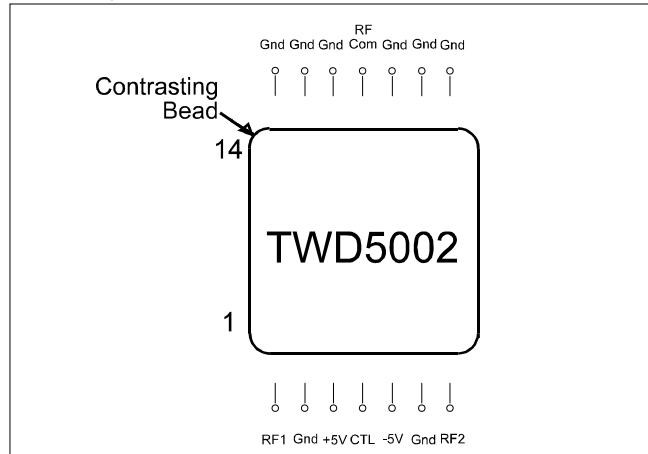 RF
Gnd Gnd Gnd Com Gnd Gnd Gnd
Contrasting
Bead
14
TWD5002
1
RF1 Gnd +5V CTL -5V Gnd RF2